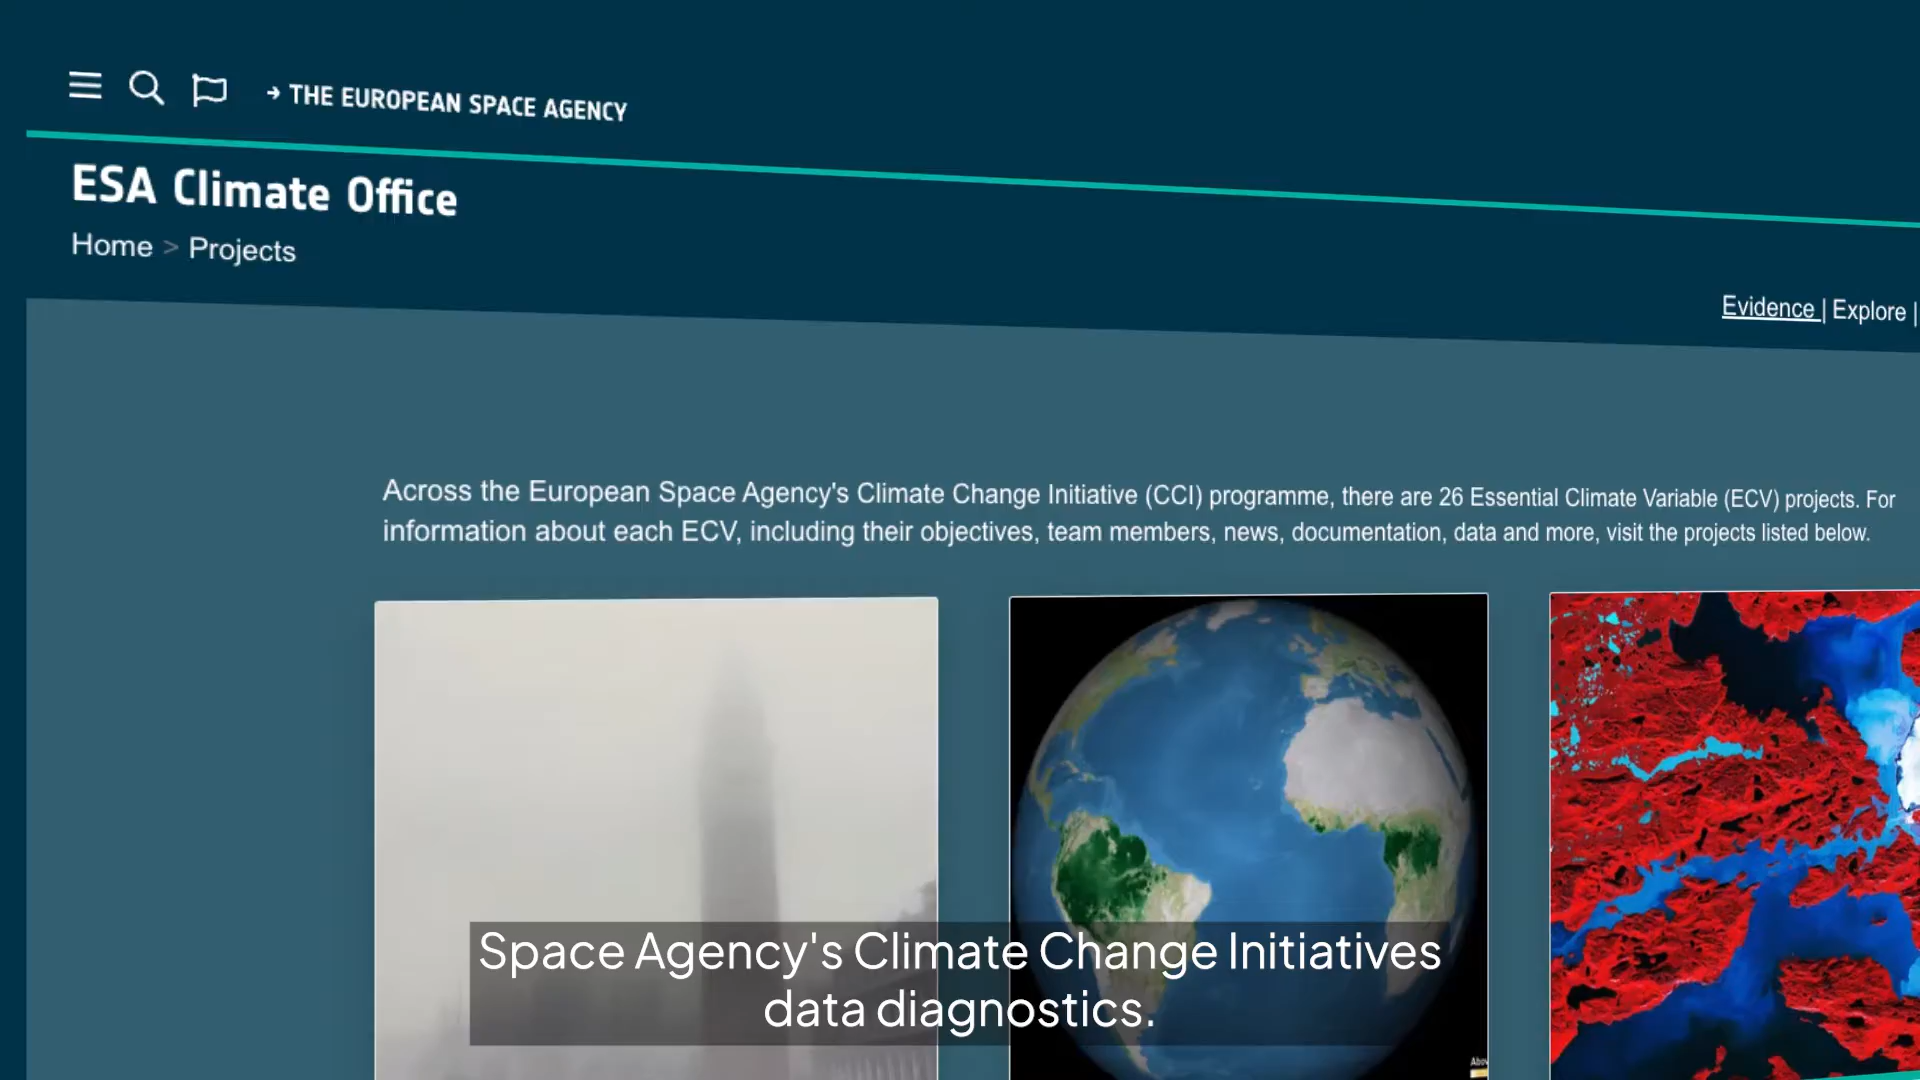 → THE EUROPEAN SPACE AGENCY
ESA Climate Office
Home > Projects
Evidence | Explore |
Across the European Space Agency's Climate Change Initiative (CCI) programme, there are 26 Essential Climate Variable (ECV) projects. For
information about each ECV, including their objectives, team members, news, documentation, data and more, visit the projects listed below.
Space Agency's Climate Change Initiatives
data diagnostics.